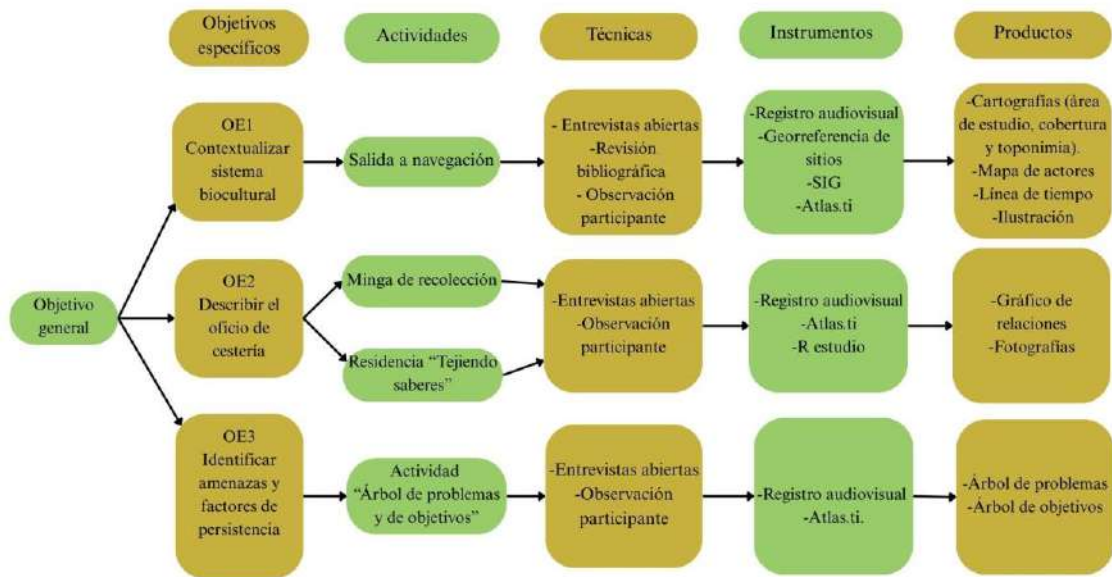 Objetivos
específicos
Actividades
Técnicas
Instrumentos
Productos
Objetivo
general
OE1
Contextualizar
sistema
biocultural
Salida a navegación
- Entrevistas abiertas
-Revisión
bibliográfica
- Observación
participante
-Registro audiovisual
-Georreferencia de
sitios
-SIG
-Atlas.ti
-Cartografías (área
de estudio, cobertura
y toponimia).
-Mapa de actores
-Línea de tiempo
-Ilustración
OE2
Describir el
oficio de
cestería
Minga de recolección
Residencia “Tejiendo
saberes”
-Entrevistas abiertas
-Observación
participante
-Registro audiovisual
-Atlas.ti
-R estudio
-Gráfico de
relaciones
-Fotografías
OE3
Identificar
amenazas y
factores de
persistencia
Actividad
“Árbol de problemas
y de objetivos”
-Entrevistas abiertas
-Observación
participante
-Registro audiovisual
-Atlas.ti.
-Árbol de problemas
-Árbol de objetivos